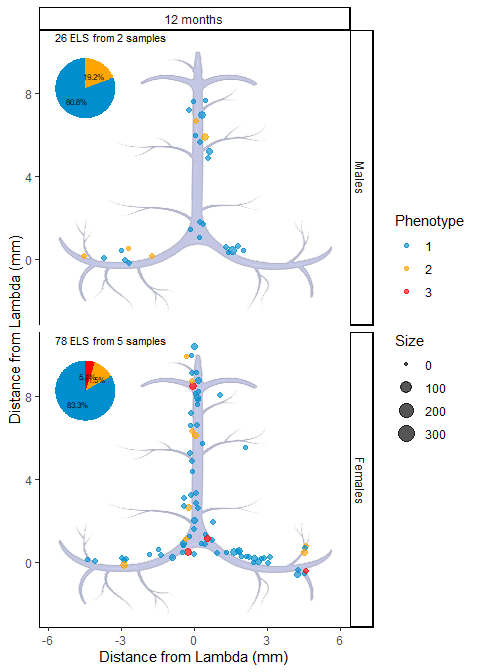 12 months
26 ELS from 2 samples
19.2%
80.8%
8
4
0
Males
78 ELS from 5 samples
83.3%
8
4
0
Females
-6
-3
0
3
6
Distance from Lambda (mm)
Distance from Lambda (mm)
Phenotype
1
2
3
Size
0
100
200
300